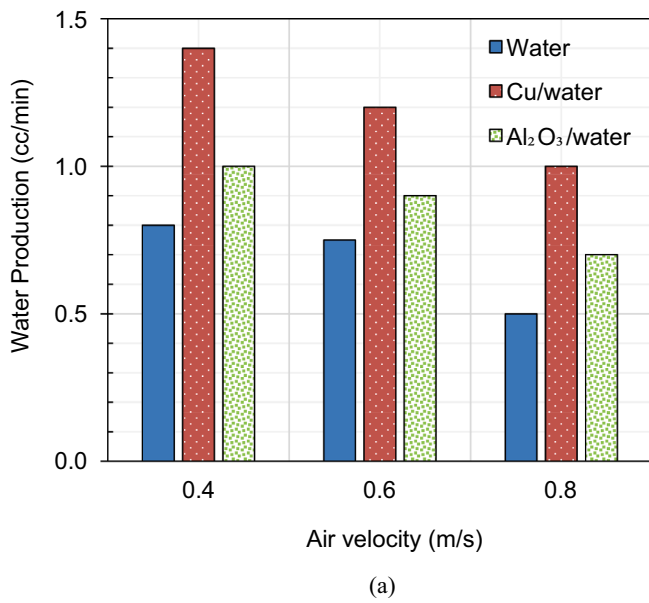 1.5
1.0
0.5
0.0
Water Production (cc/min)
Water
Cu/water
Al₂O₃/water
0.4 0.6 0.8
Air velocity (m/s)
(a)